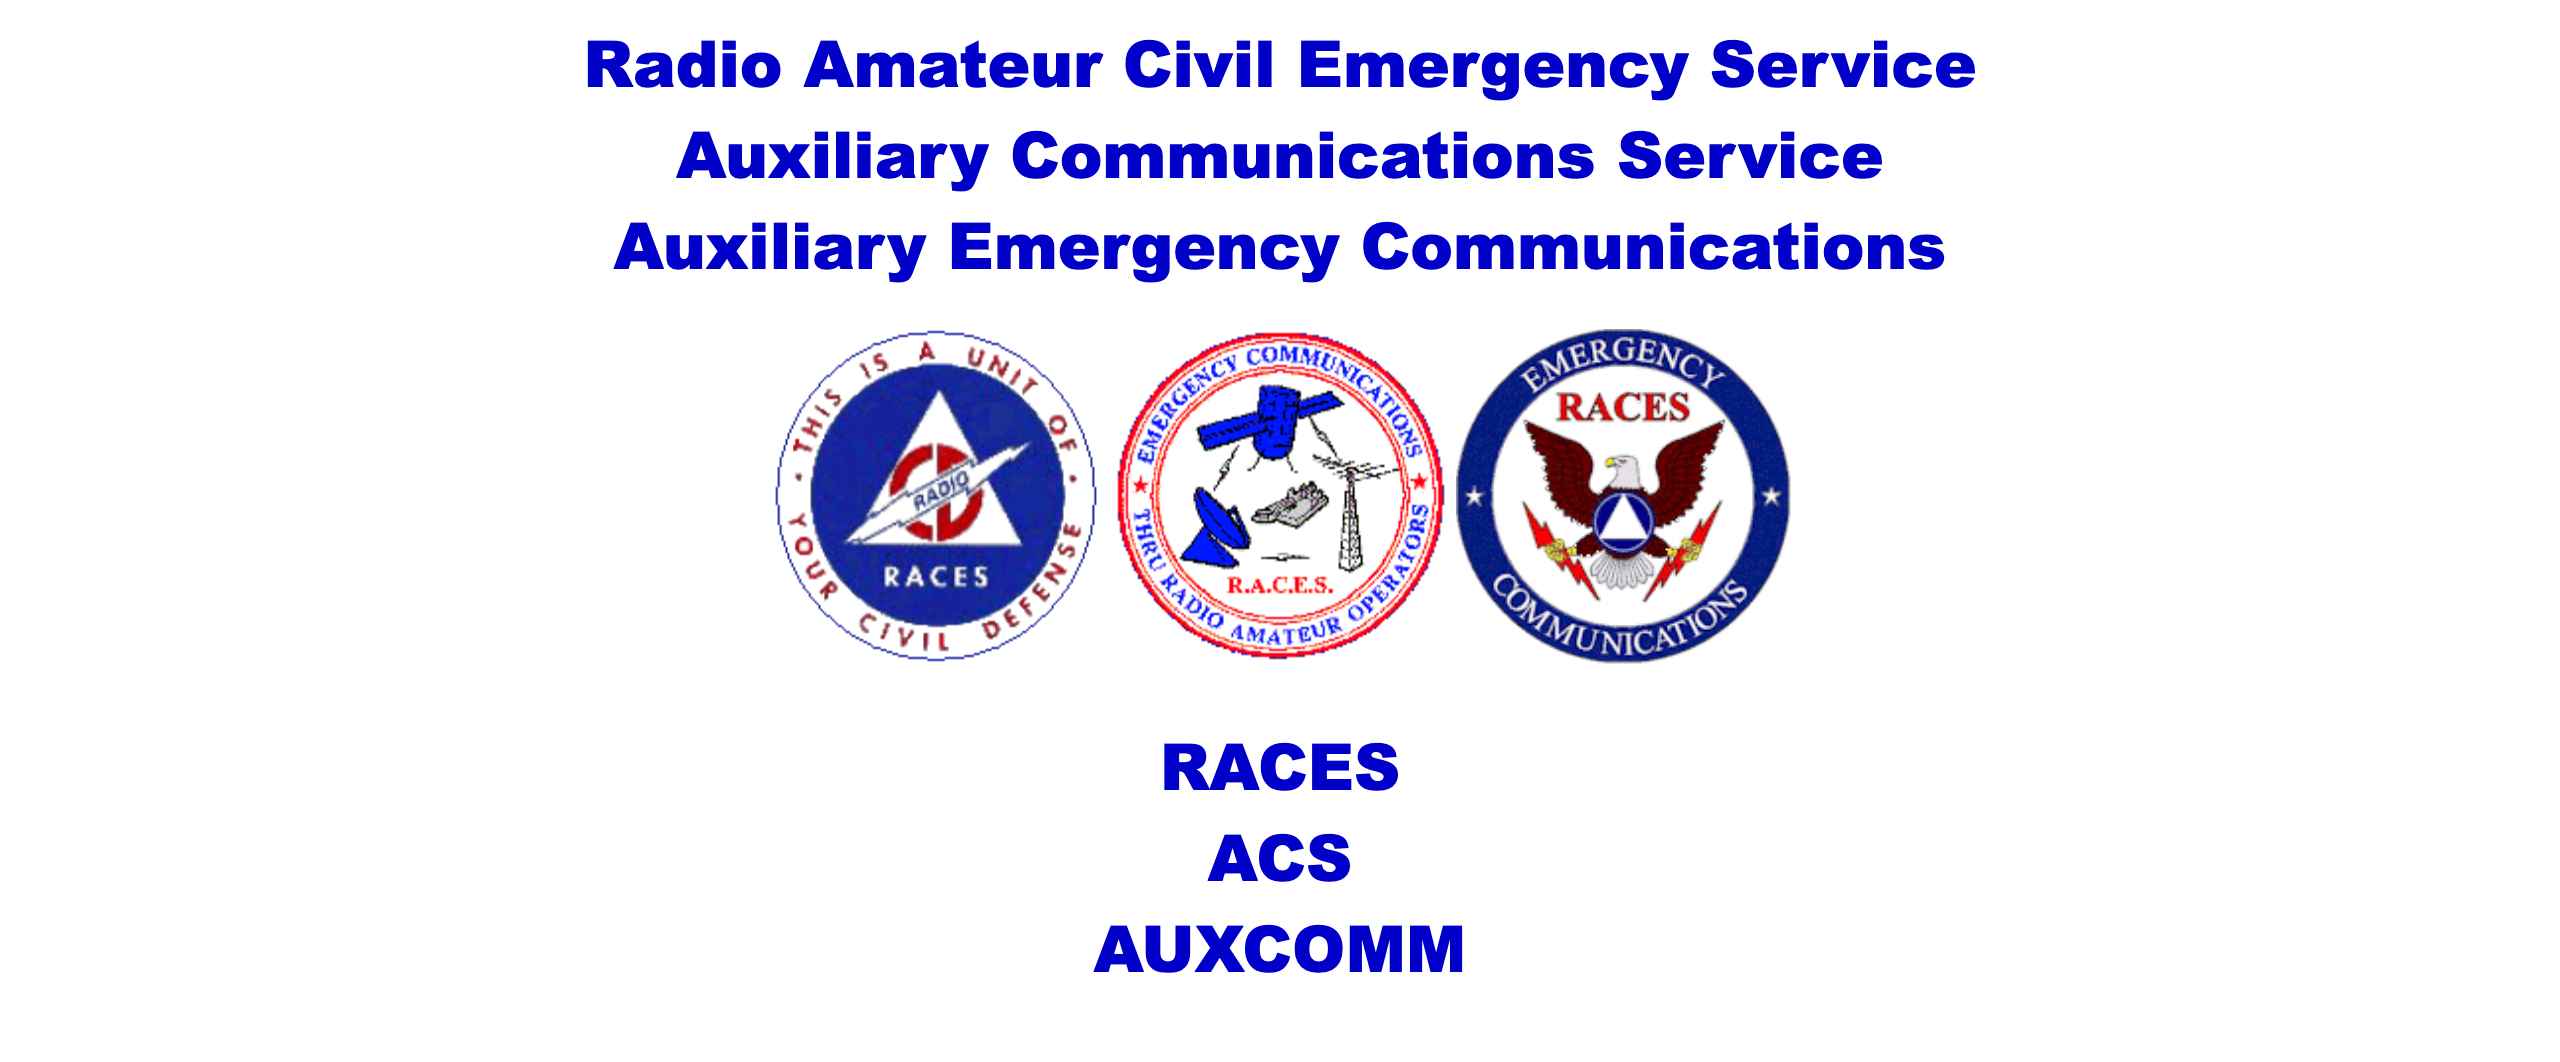 Radio Amateur Civil Emergency Service
Auxiliary Communications Service
Auxiliary Emergency Communications
• THIS IS A UNIT OF •
YOUR CIVIL DEFENSE
CD
RADIO
RACES
EMERGENCY COMMUNICATIONS
THRU RADIO AMATEUR OPERATORS
R.A.C.E.S.
EMERGENCY
RACES
COMMUNICATIONS
RACES
ACS
AUXCOMM